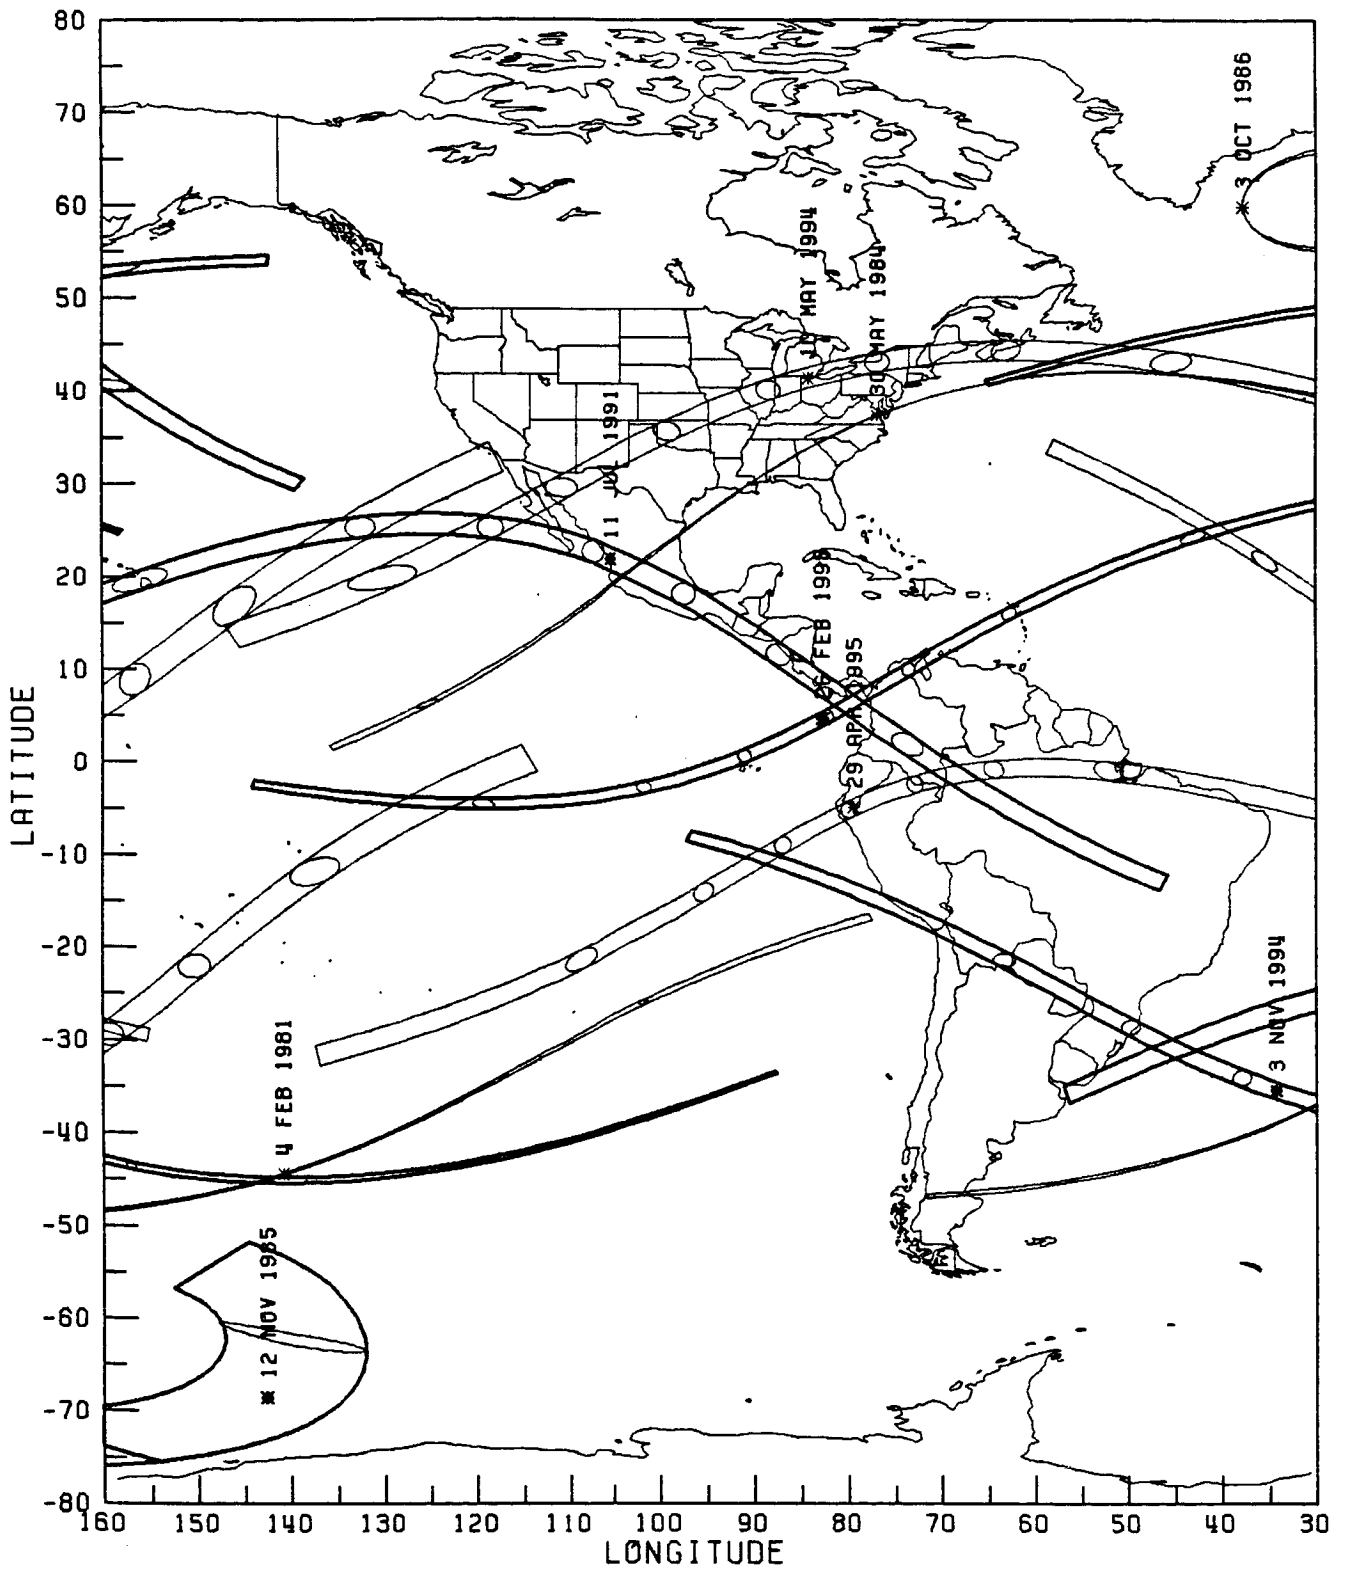 80
70
60
50
40
30
20
10
0
-10
-20
-30
-40
-50
-60
-70
-80
LATITUDE
160 150 140 130 120 110 100 90 80 70 60 50 40 30
LONGITUDE
3 OCT 1986
10 MAY 1994
30 MAY 1984
11 JUL 1991
26 FEB 1998
29 APR 1995
3 NOV 1994
4 FEB 1981
12 NOV 1985